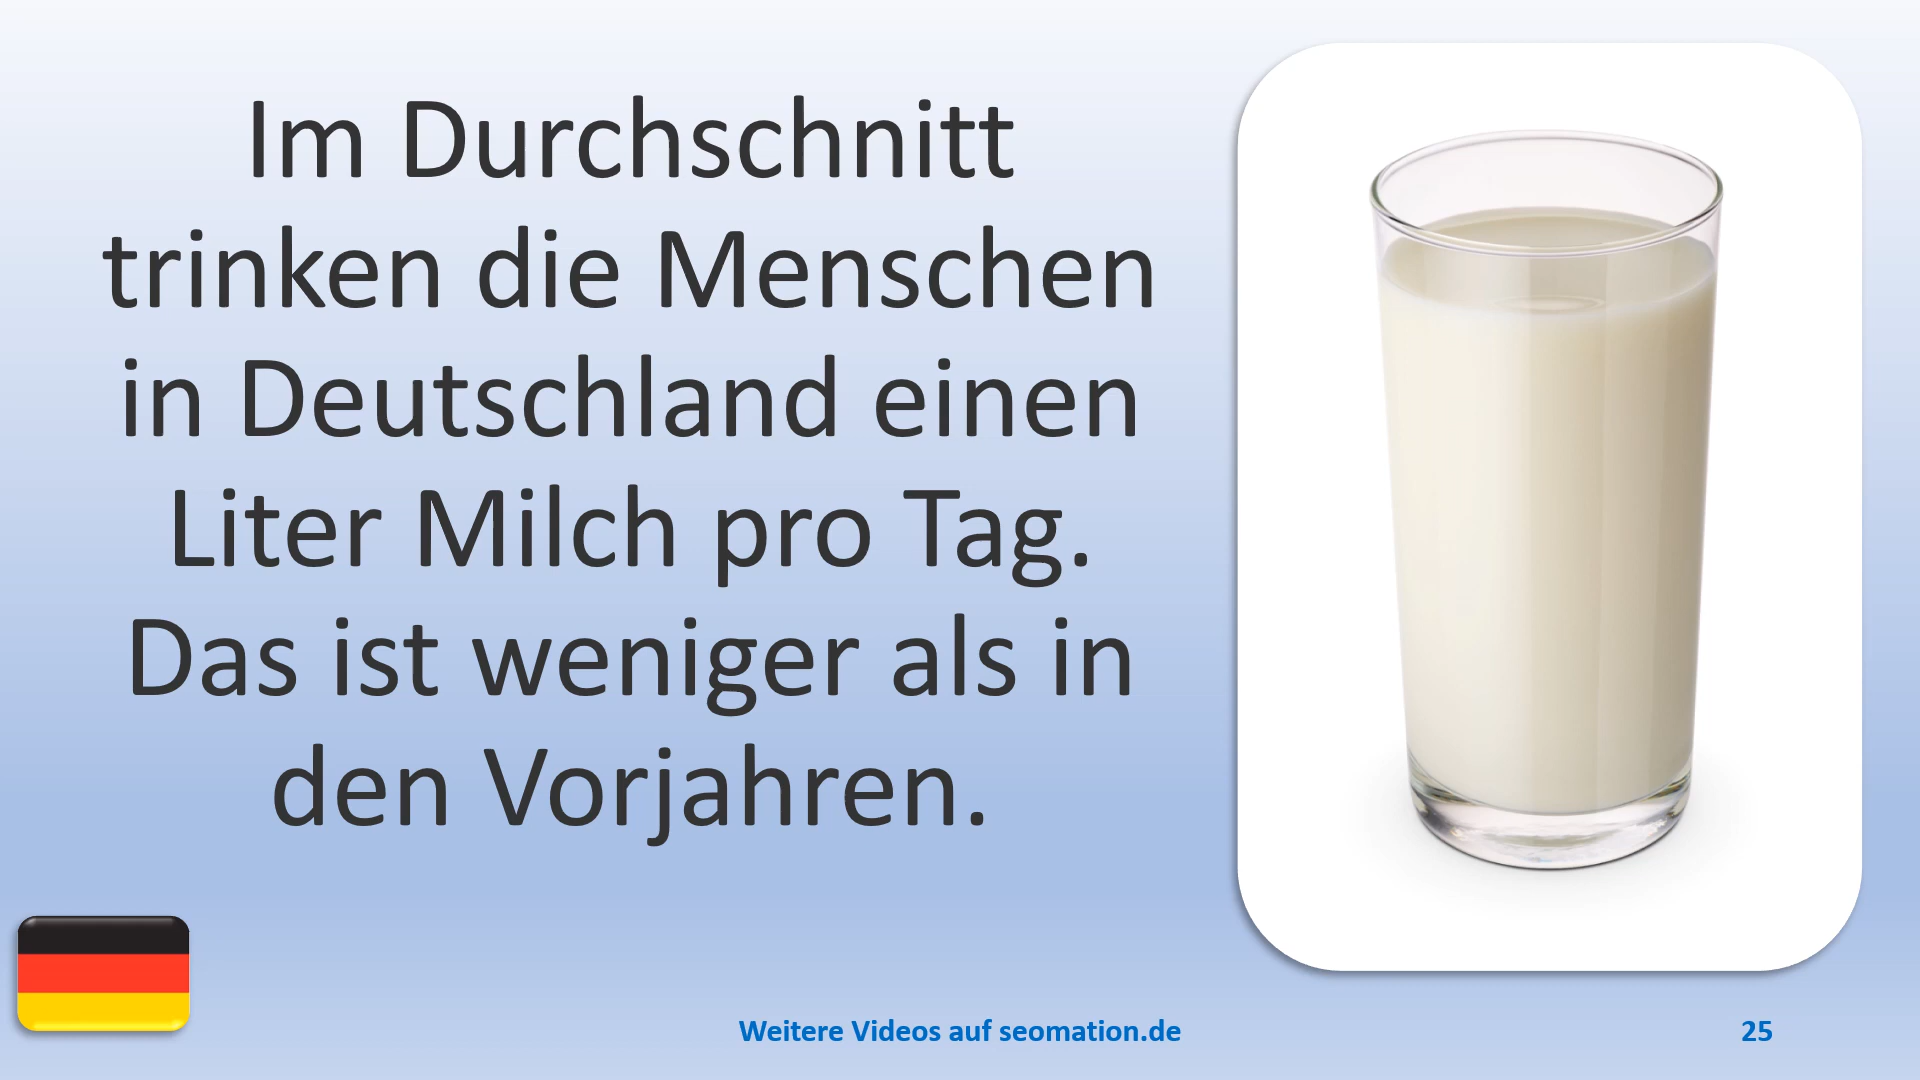 Im Durchschnitt
trinken die Menschen
in Deutschland einen
Liter Milch pro Tag.
Das ist weniger als in
den Vorjahren.
Weitere Videos auf seomation.de
25